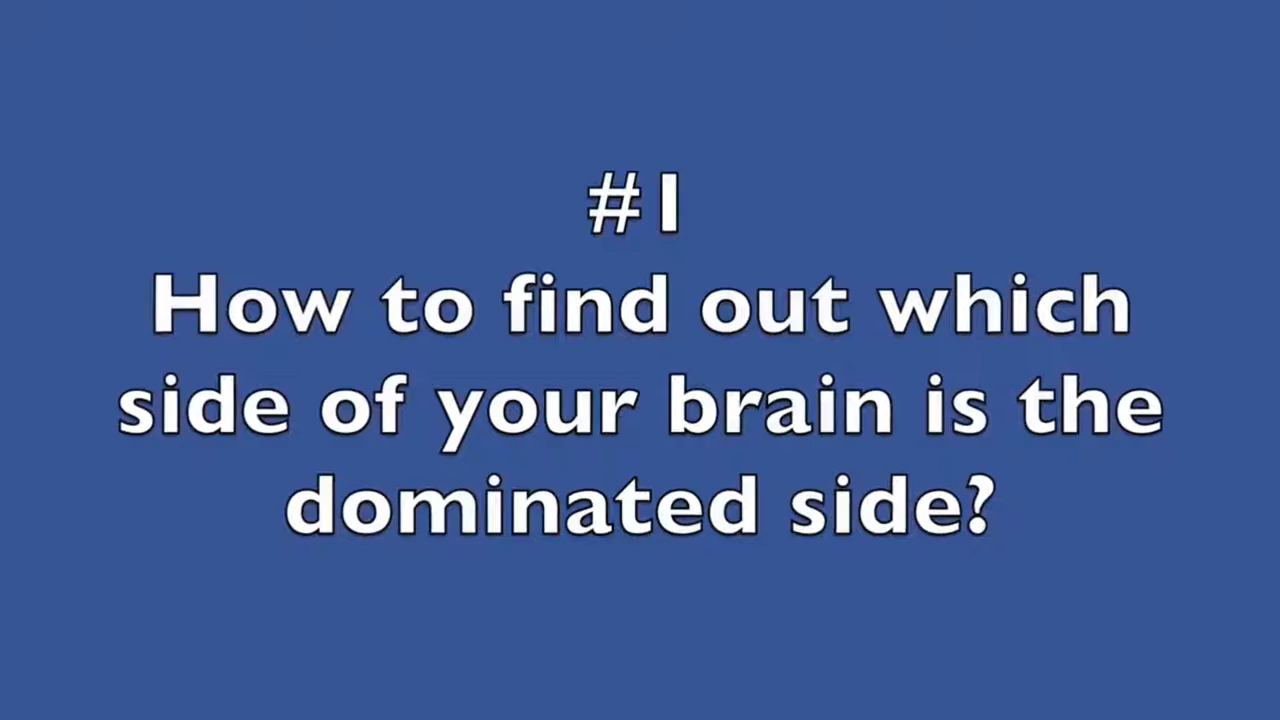 #1
How to find out which
side of your brain is the
dominated side?